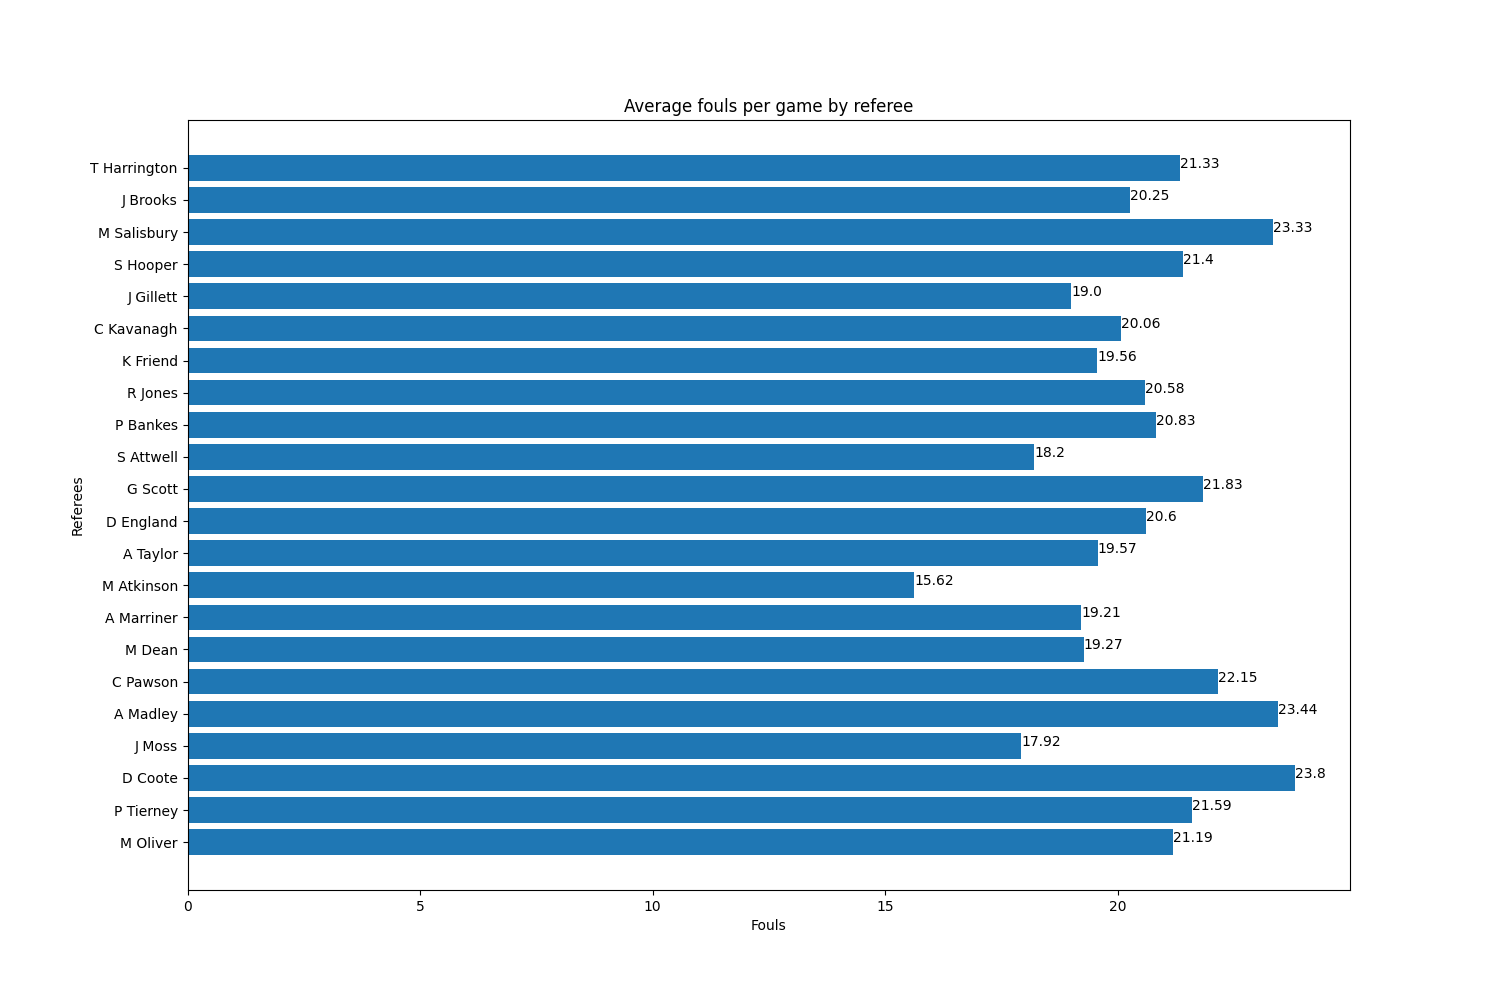 Average fouls per game by referee
T Harrington 21.33
J Brooks 20.25
M Salisbury 23.33
S Hooper 21.4
J Gillett 19.0
C Kavanagh 20.06
K Friend 19.56
R Jones 20.58
P Bankes 20.83
S Attwell 18.2
G Scott 21.83
D England 20.6
A Taylor 19.57
M Atkinson 15.62
A Marriner 19.21
M Dean 19.27
C Pawson 22.15
A Madley 23.44
J Moss 17.92
D Coote 23.8
P Tierney 21.59
M Oliver 21.19
Referees
0 5 10 15 20
Fouls